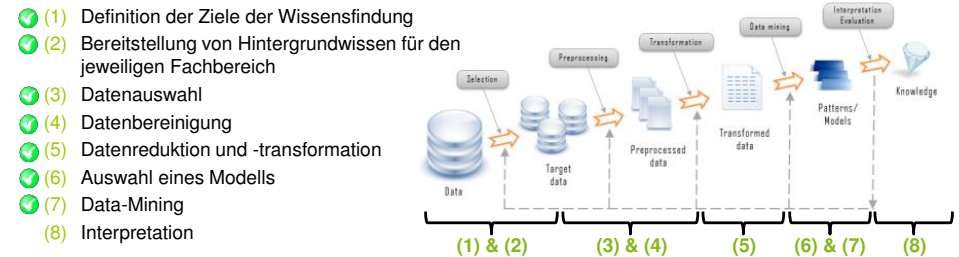 (1) Definition der Ziele der Wissensfindung
(2) Bereitstellung von Hintergrundwissen für den
jeweiligen Fachbereich
(3) Datenauswahl
(4) Datenbereinigung
(5) Datenreduktion und -transformation
(6) Auswahl eines Modells
(7) Data-Mining
(8) Interpretation
Selection
Preprocessing
Transformation
Data mining
Interpretation
Evaluation
Data
Target
data
Preprocessed
data
Transformed
data
Patterns/
Models
Knowledge
(1) & (2)
(3) & (4)
(5)
(6) & (7)
(8)